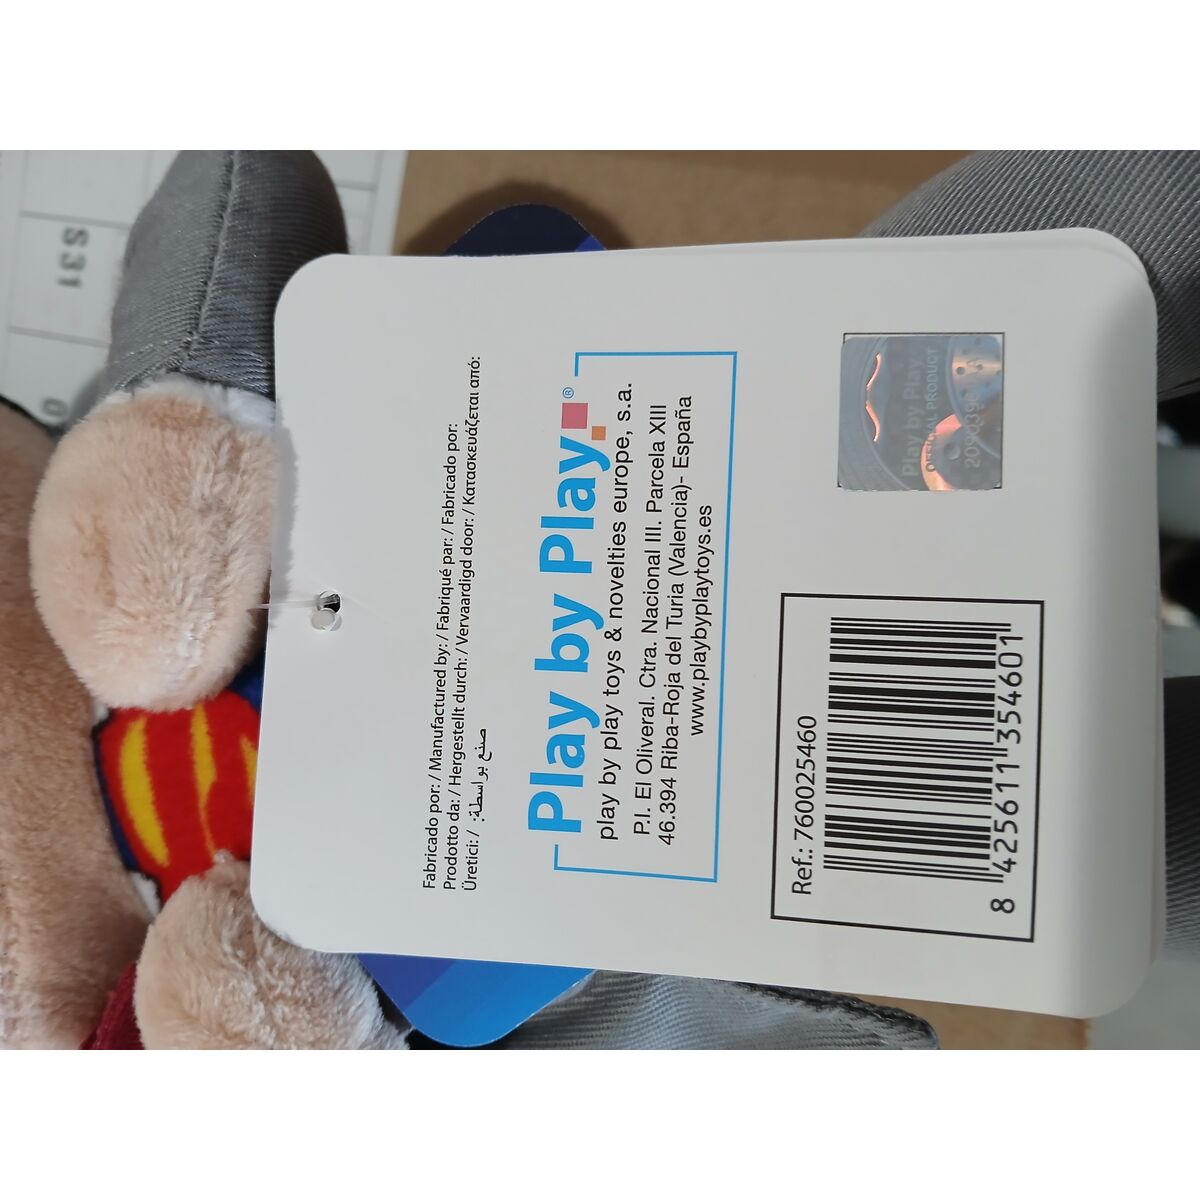 Fabricado por: / Manufactured by: / Fabriqué par: / Fabricado por:
Prodotto da: / Hergestellt durch: / Vervaardigd door: / Κατασκευάζεται από:
Üretici: / صنع بواسطة:
Play by Play®
play by play toys & novelties europe, s.a.
P.I. El Oliveral. Ctra. Nacional III. Parcela XIII
46.394 Riba-Roja del Turia (Valencia)- España
www.playbyplaytoys.es
Ref.: 760025460
8 425611 354601
Play by Play
ORIGINAL PRODUCT
S31